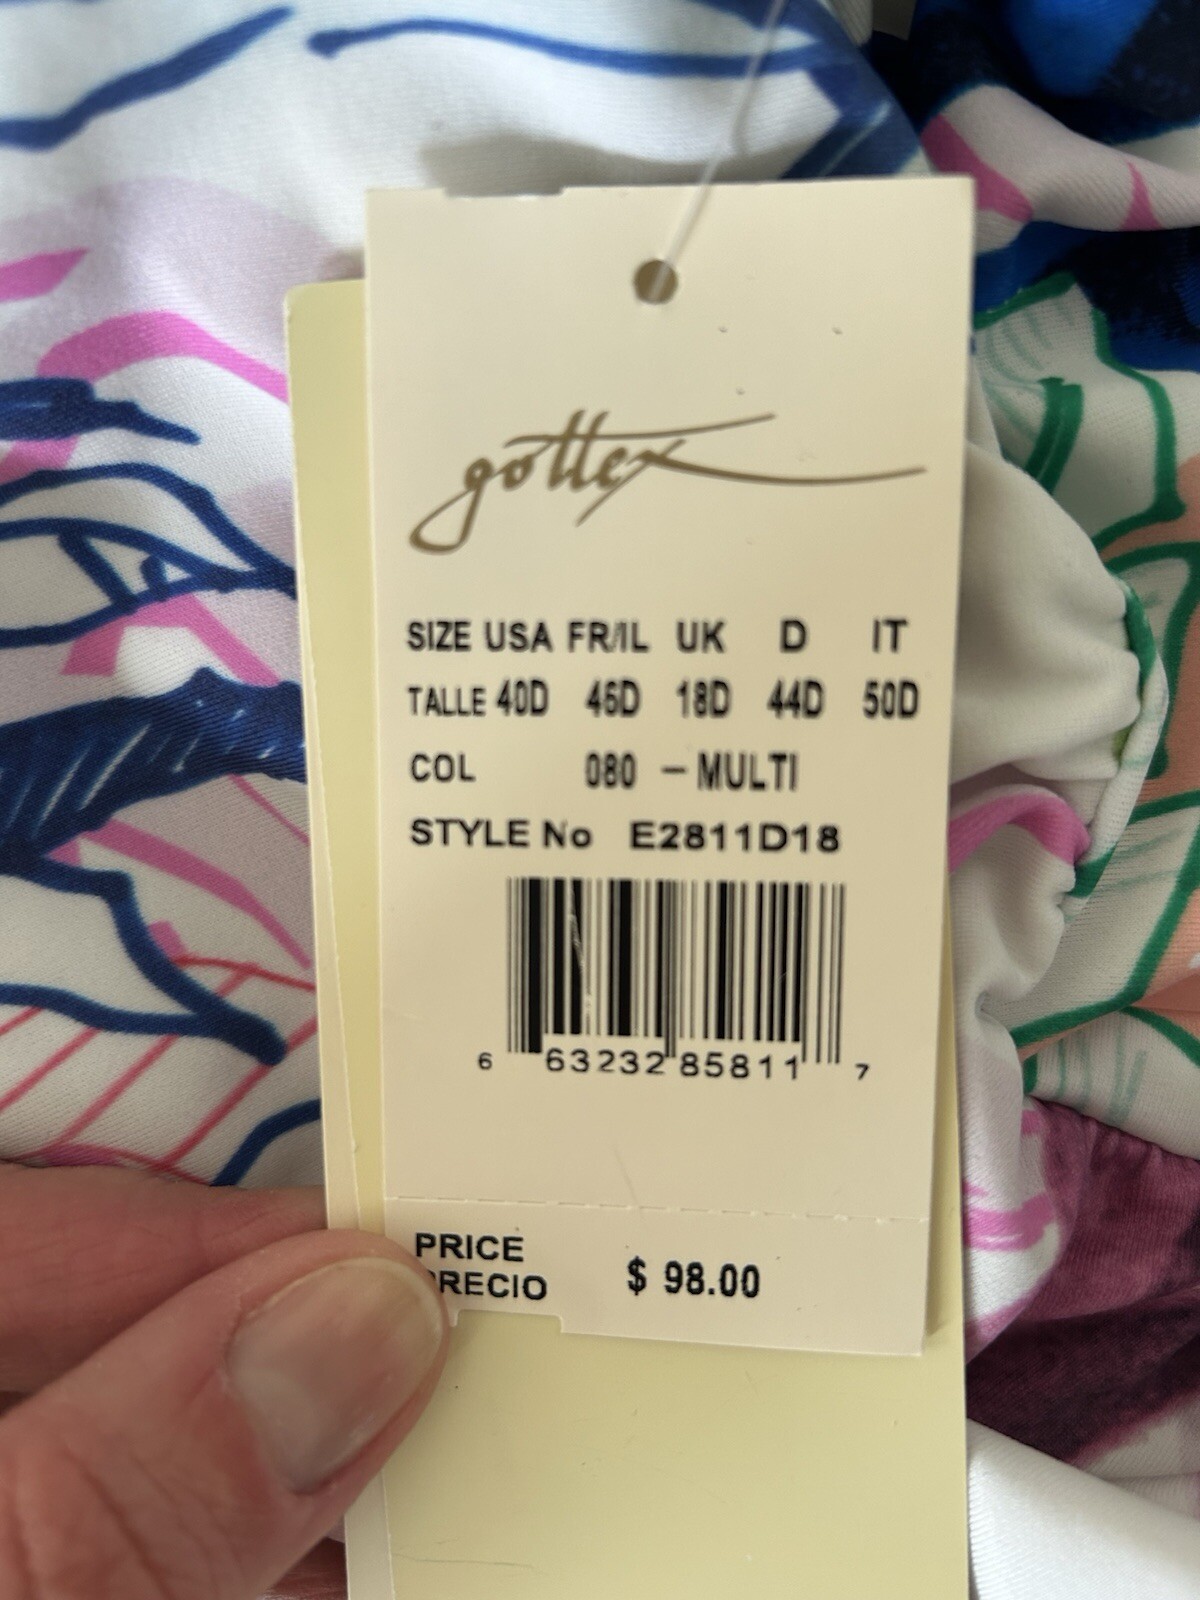 gottex
SIZE USA FR/IL UK D IT
TALLE 40D 46D 18D 44D 50D
COL 080 – MULTI
STYLE No E2811D18
6 63232 85811 7
PRICE
PRECIO $ 98.00